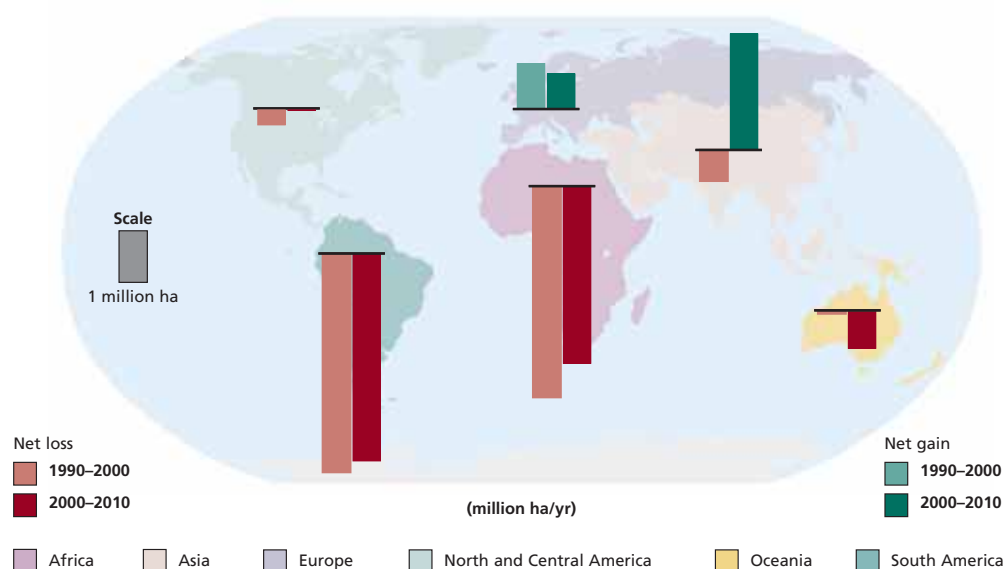 Scale
1 million ha
Net loss
1990–2000
2000–2010
(million ha/yr)
Net gain
1990–2000
2000–2010
Africa
Asia
Europe
North and Central America
Oceania
South America